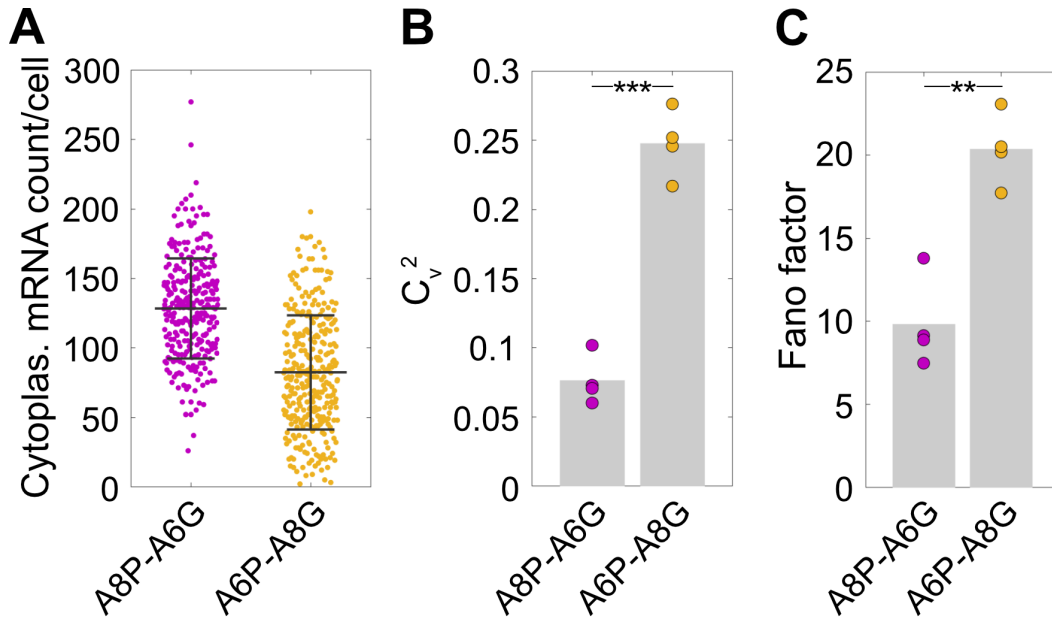 A
Cytoplas. mRNA count/cell
300
250
200
150
100
50
0
A8P-A6G
A6P-A8G
B
Cv²
0.3
0.25
0.2
0.15
0.1
0.05
0
***
A8P-A6G
A6P-A8G
C
Fano factor
25
20
15
10
5
0
**
A8P-A6G
A6P-A8G